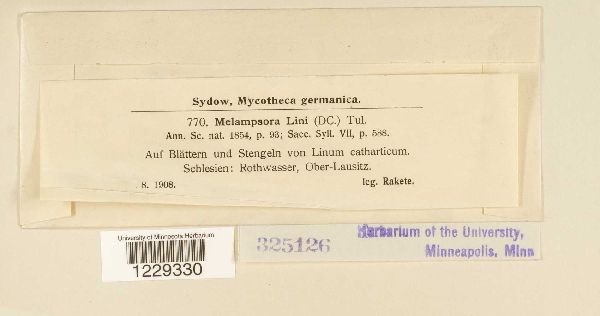 Sydow, Mycotheca germanica.
770. Melampsora Lini (DC.) Tul.
Ann. Sc. nat. 1854, p. 93; Sacc. Syll. VII, p. 588.
Auf Blättern und Stengeln von Linum catharticum.
Schlesien: Rothwasser, Ober-Lausitz.
8. 1908. leg. Rakete.
University of Minnesota Herbarium
1229330
325126
Herbarium of the University,
Minneapolis, Minn